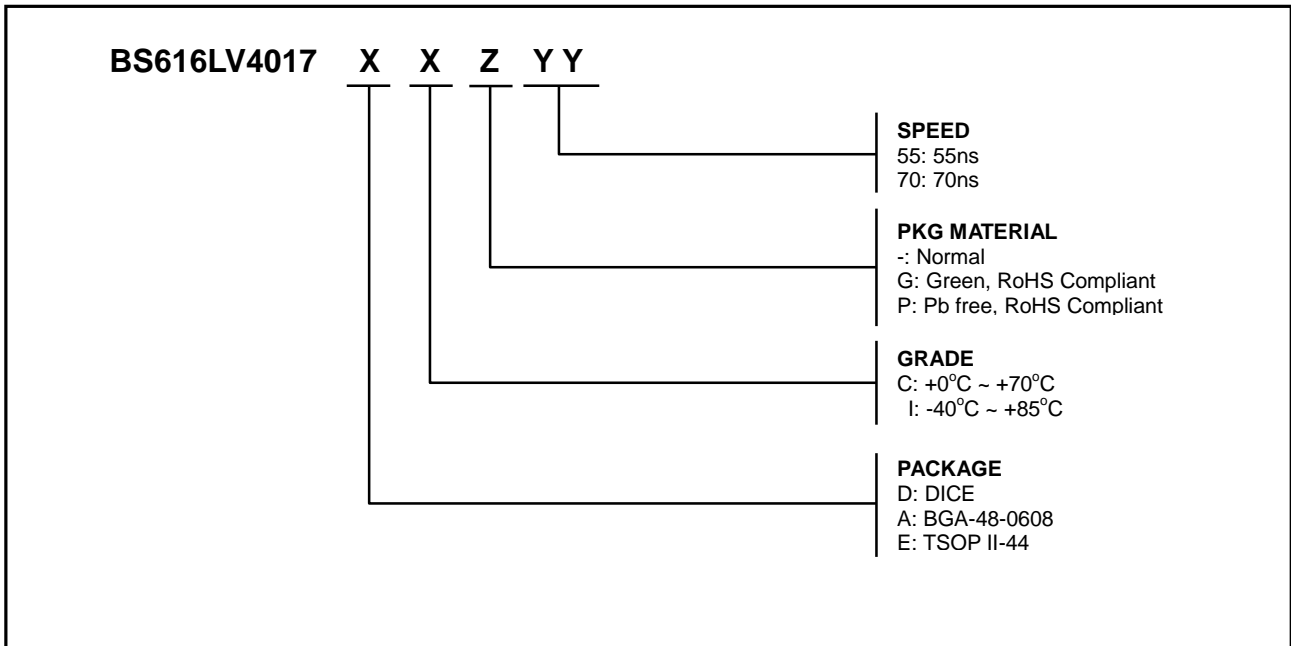 BS616LV4017 X X Z Y Y
SPEED
55: 55ns
70: 70ns
PKG MATERIAL
-: Normal
G: Green, RoHS Compliant
P: Pb free, RoHS Compliant
GRADE
C: +0°C ~ +70°C
I: -40°C ~ +85°C
PACKAGE
D: DICE
A: BGA-48-0608
E: TSOP II-44